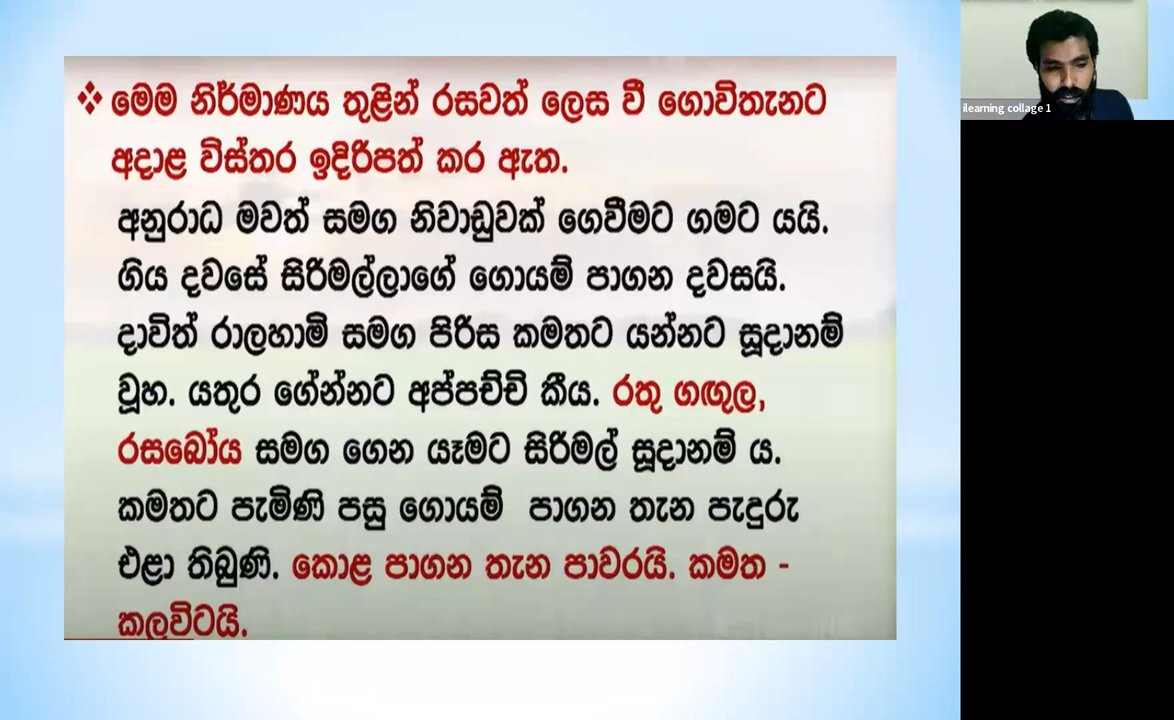 ❖ මෙම නිර්මාණය තුළින් රසවත් ලෙස වී ගොවිතැනට
අදාළ විස්තර ඉදිරිපත් කර ඇත.
අනුරාධ මවත් සමග නිවාඩුවක් ගෙවීමට ගමට යයි.
ගිය දවසේ සිරිමල්ලාගේ ගොයම් පාගන දවසයි.
දාවිත් රාලහාමි සමග පිරිස කමතට යන්නට සූදානම්
වූහ. යතුර ගේන්නට අප්පච්චි කීය. රතු ගඟුල,
රසබෝය සමග ගෙන යෑමට සිරිමල් සූදානම් ය.
කමතට පැමිණි පසු ගොයම් පාගන තැන පැදුරු
එළා තිබුණි. කොළ පාගන තැන පාවරයි. කමත -
කලවිටයි.
ilearning collage 1